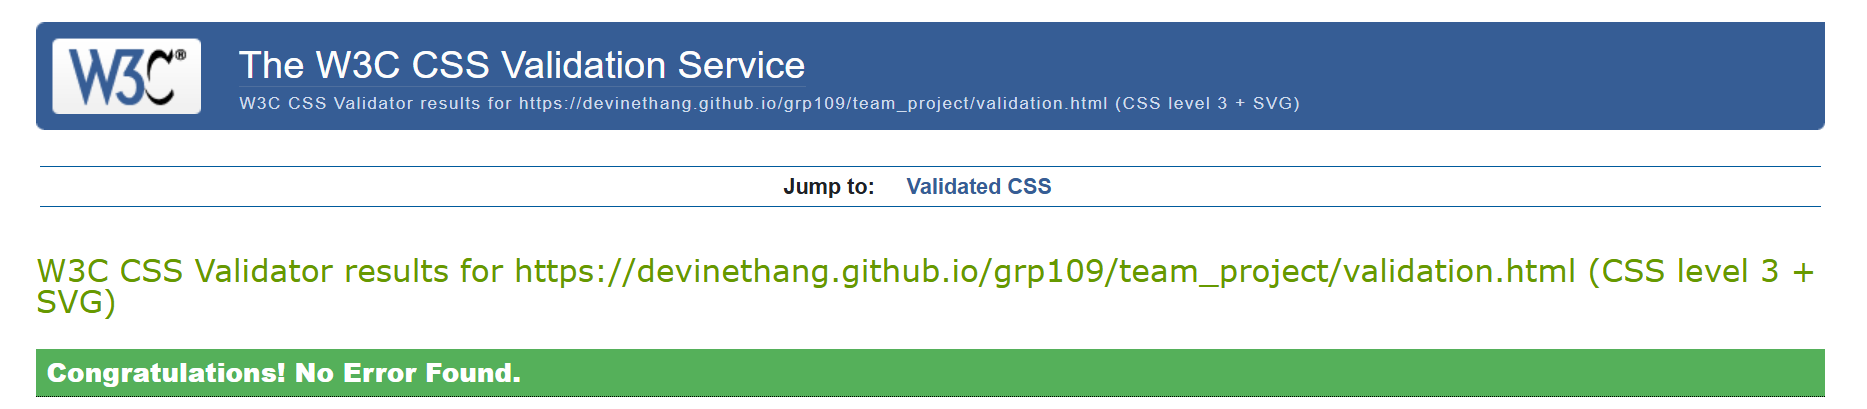 W3C®
The W3C CSS Validation Service
W3C CSS Validator results for https://devinethang.github.io/grp109/team_project/validation.html (CSS level 3 + SVG)
Jump to: Validated CSS
W3C CSS Validator results for https://devinethang.github.io/grp109/team_project/validation.html (CSS level 3 +
SVG)
Congratulations! No Error Found.